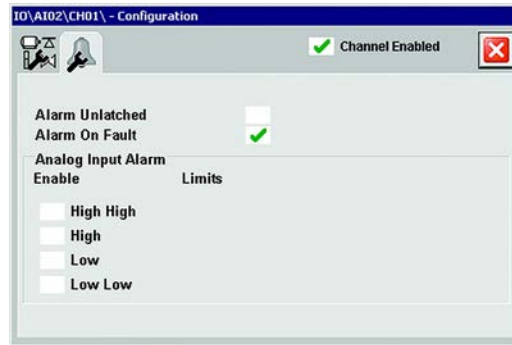 IO\AI02\CH01\ - Configuration
Channel Enabled
Alarm Unlatched
Alarm On Fault
Analog Input Alarm
Enable Limits
High High
High
Low
Low Low